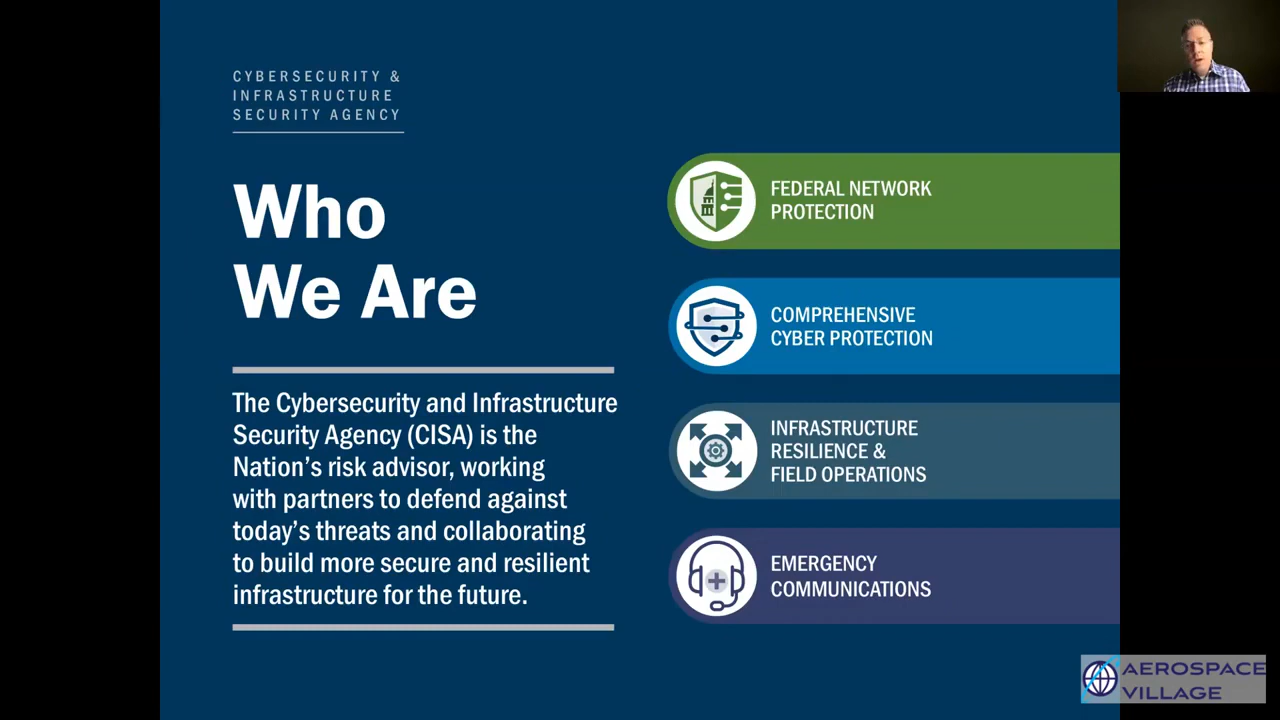 CYBERSECURITY &
INFRASTRUCTURE
SECURITY AGENCY
Who
We Are
The Cybersecurity and Infrastructure
Security Agency (CISA) is the
Nation's risk advisor, working
with partners to defend against
today's threats and collaborating
to build more secure and resilient
infrastructure for the future.
FEDERAL NETWORK
PROTECTION
COMPREHENSIVE
CYBER PROTECTION
INFRASTRUCTURE
RESILIENCE &
FIELD OPERATIONS
EMERGENCY
COMMUNICATIONS
AEROSPACE
VILLAGE